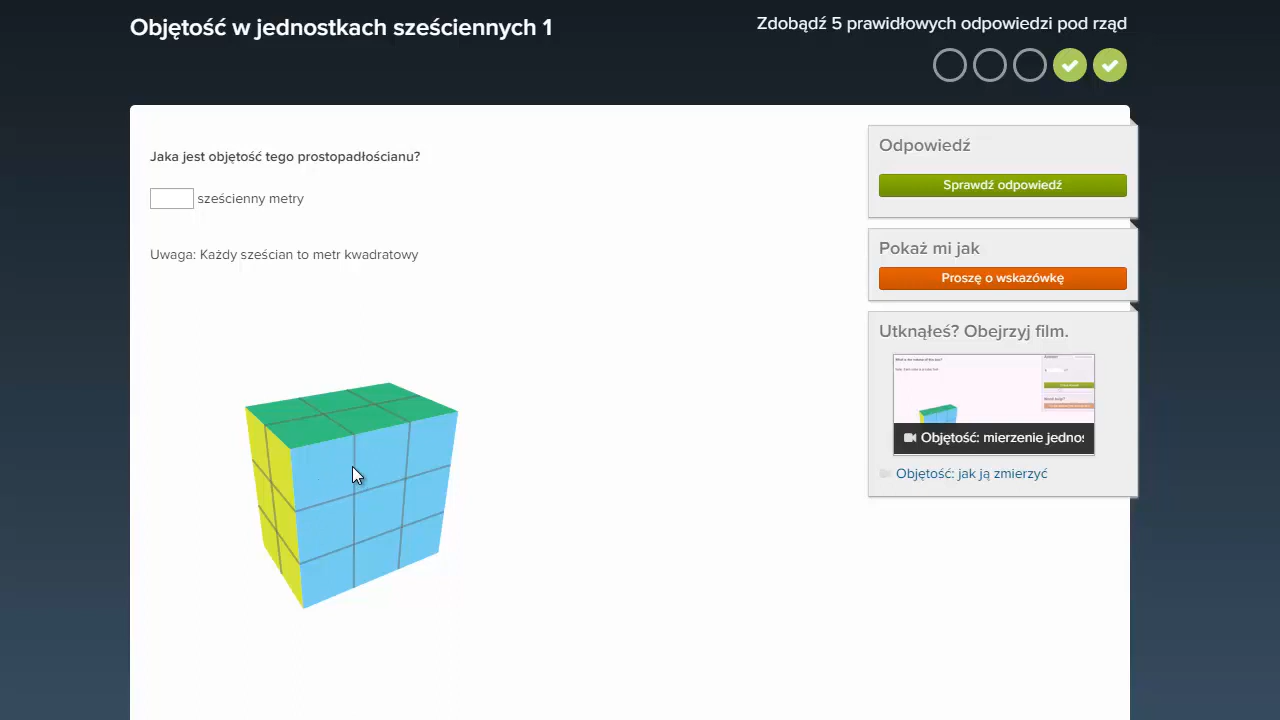 Objętość w jednostkach sześciennych 1
Zdobądź 5 prawidłowych odpowiedzi pod rząd
Jaka jest objętość tego prostopadłościanu?
sześcienny metry
Uwaga: Każdy sześcian to metr kwadratowy
Odpowiedź
Sprawdź odpowiedź
Pokaż mi jak
Proszę o wskazówkę
Utknąłeś? Obejrzyj film.
Objętość: mierzenie jednos
Objętość: jak ją zmierzyć